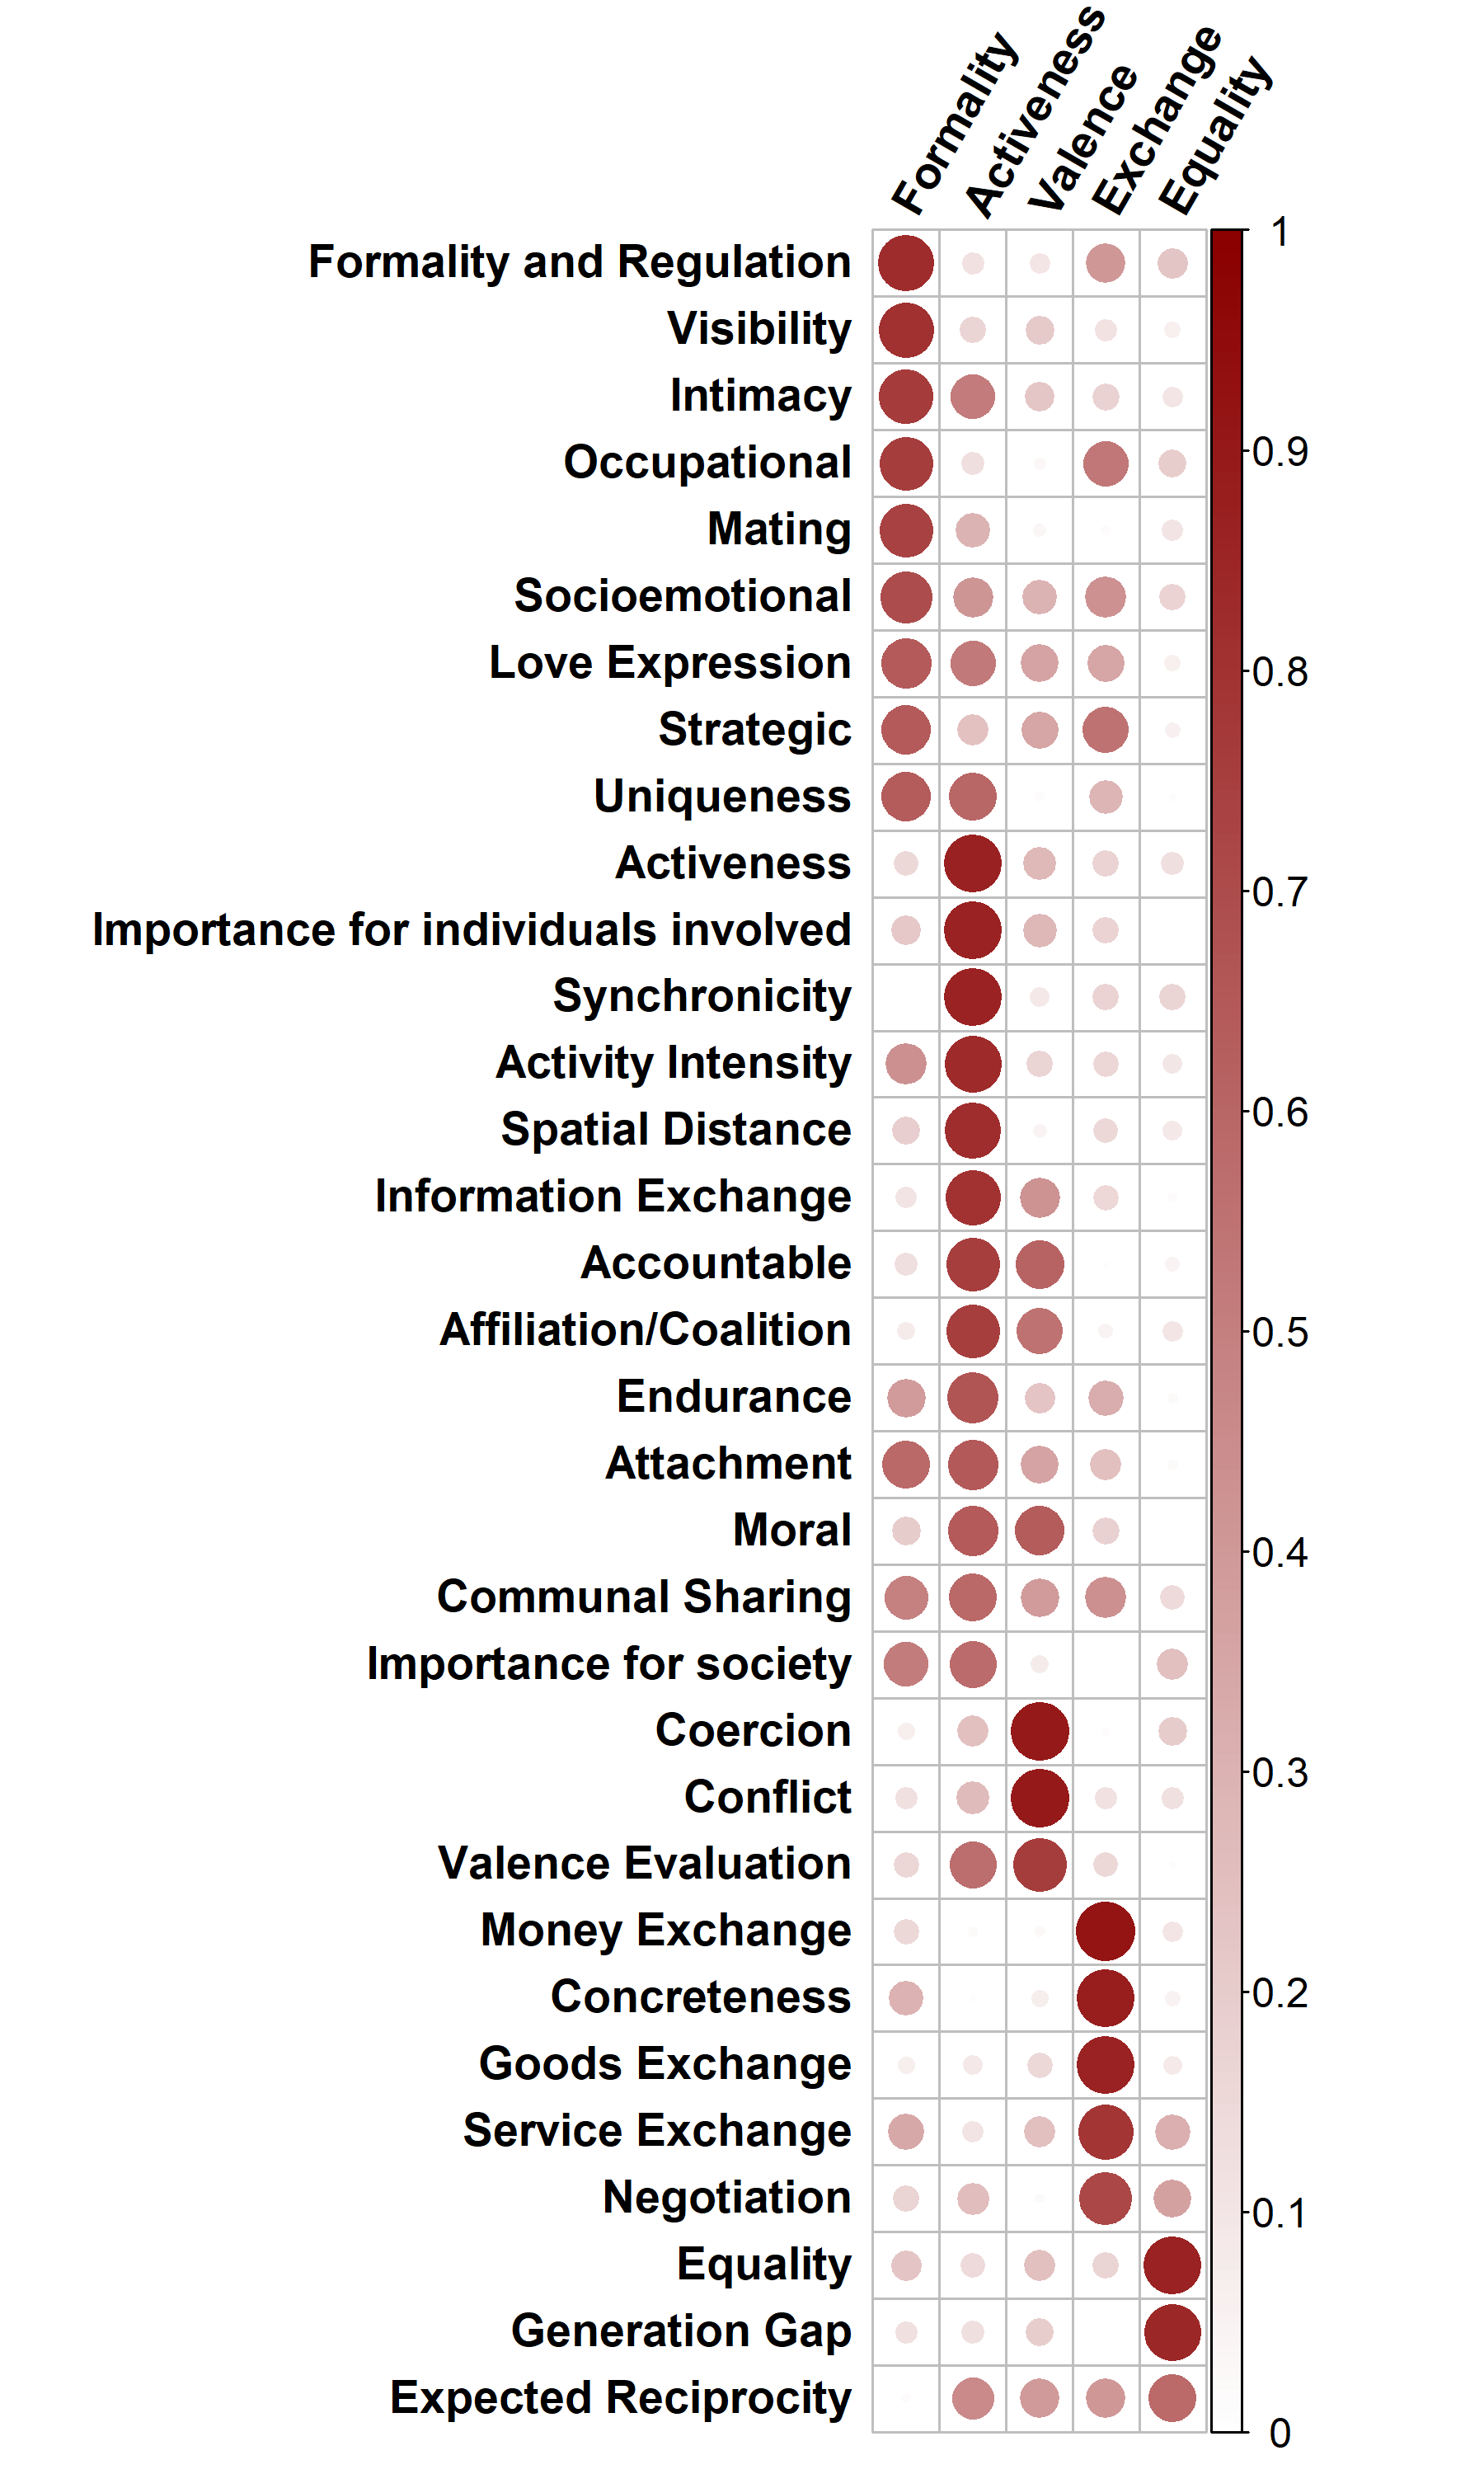 Formality
Activeness
Valence
Exchange
Equality
Formality and Regulation
Visibility
Intimacy
Occupational
Mating
Socioemotional
Love Expression
Strategic
Uniqueness
Activeness
Importance for individuals involved
Synchronicity
Activity Intensity
Spatial Distance
Information Exchange
Accountable
Affiliation/Coalition
Endurance
Attachment
Moral
Communal Sharing
Importance for society
Coercion
Conflict
Valence Evaluation
Money Exchange
Concreteness
Goods Exchange
Service Exchange
Negotiation
Equality
Generation Gap
Expected Reciprocity
1
0.9
0.8
0.7
0.6
0.5
0.4
0.3
0.2
0.1
0